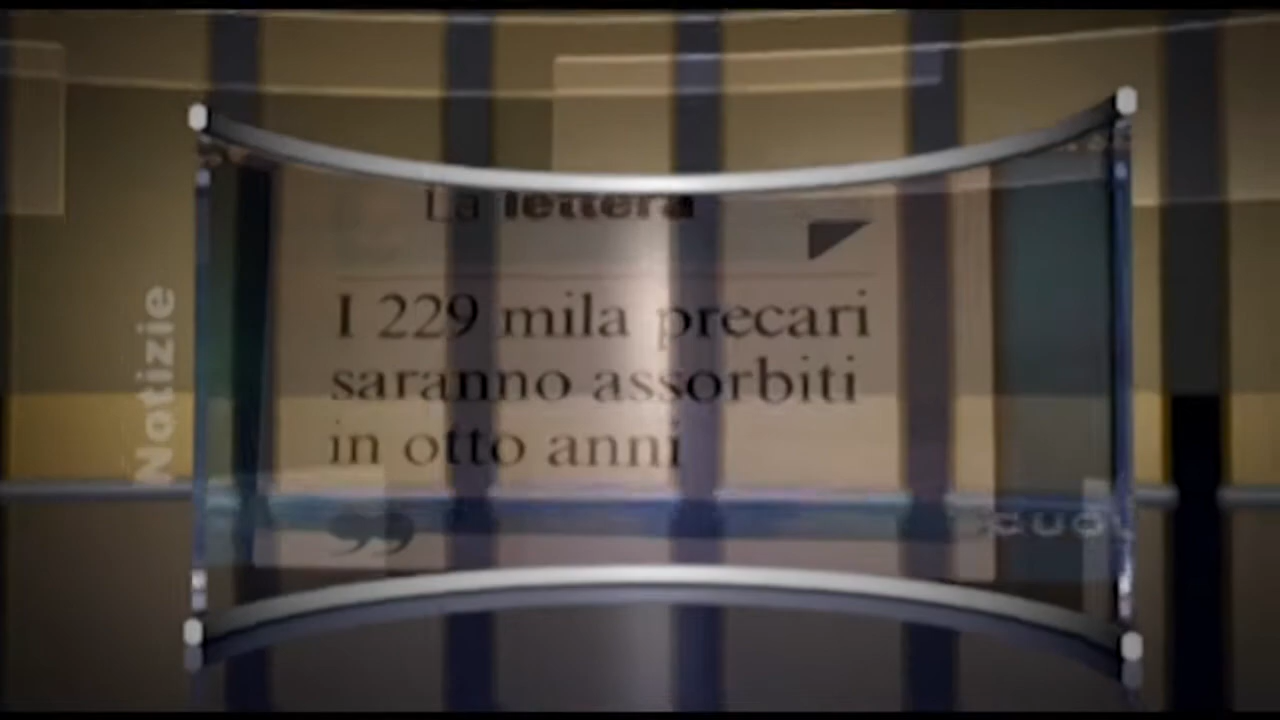 La lettera
I 229 mila precari
saranno assorbiti
in otto anni
”
Notizie